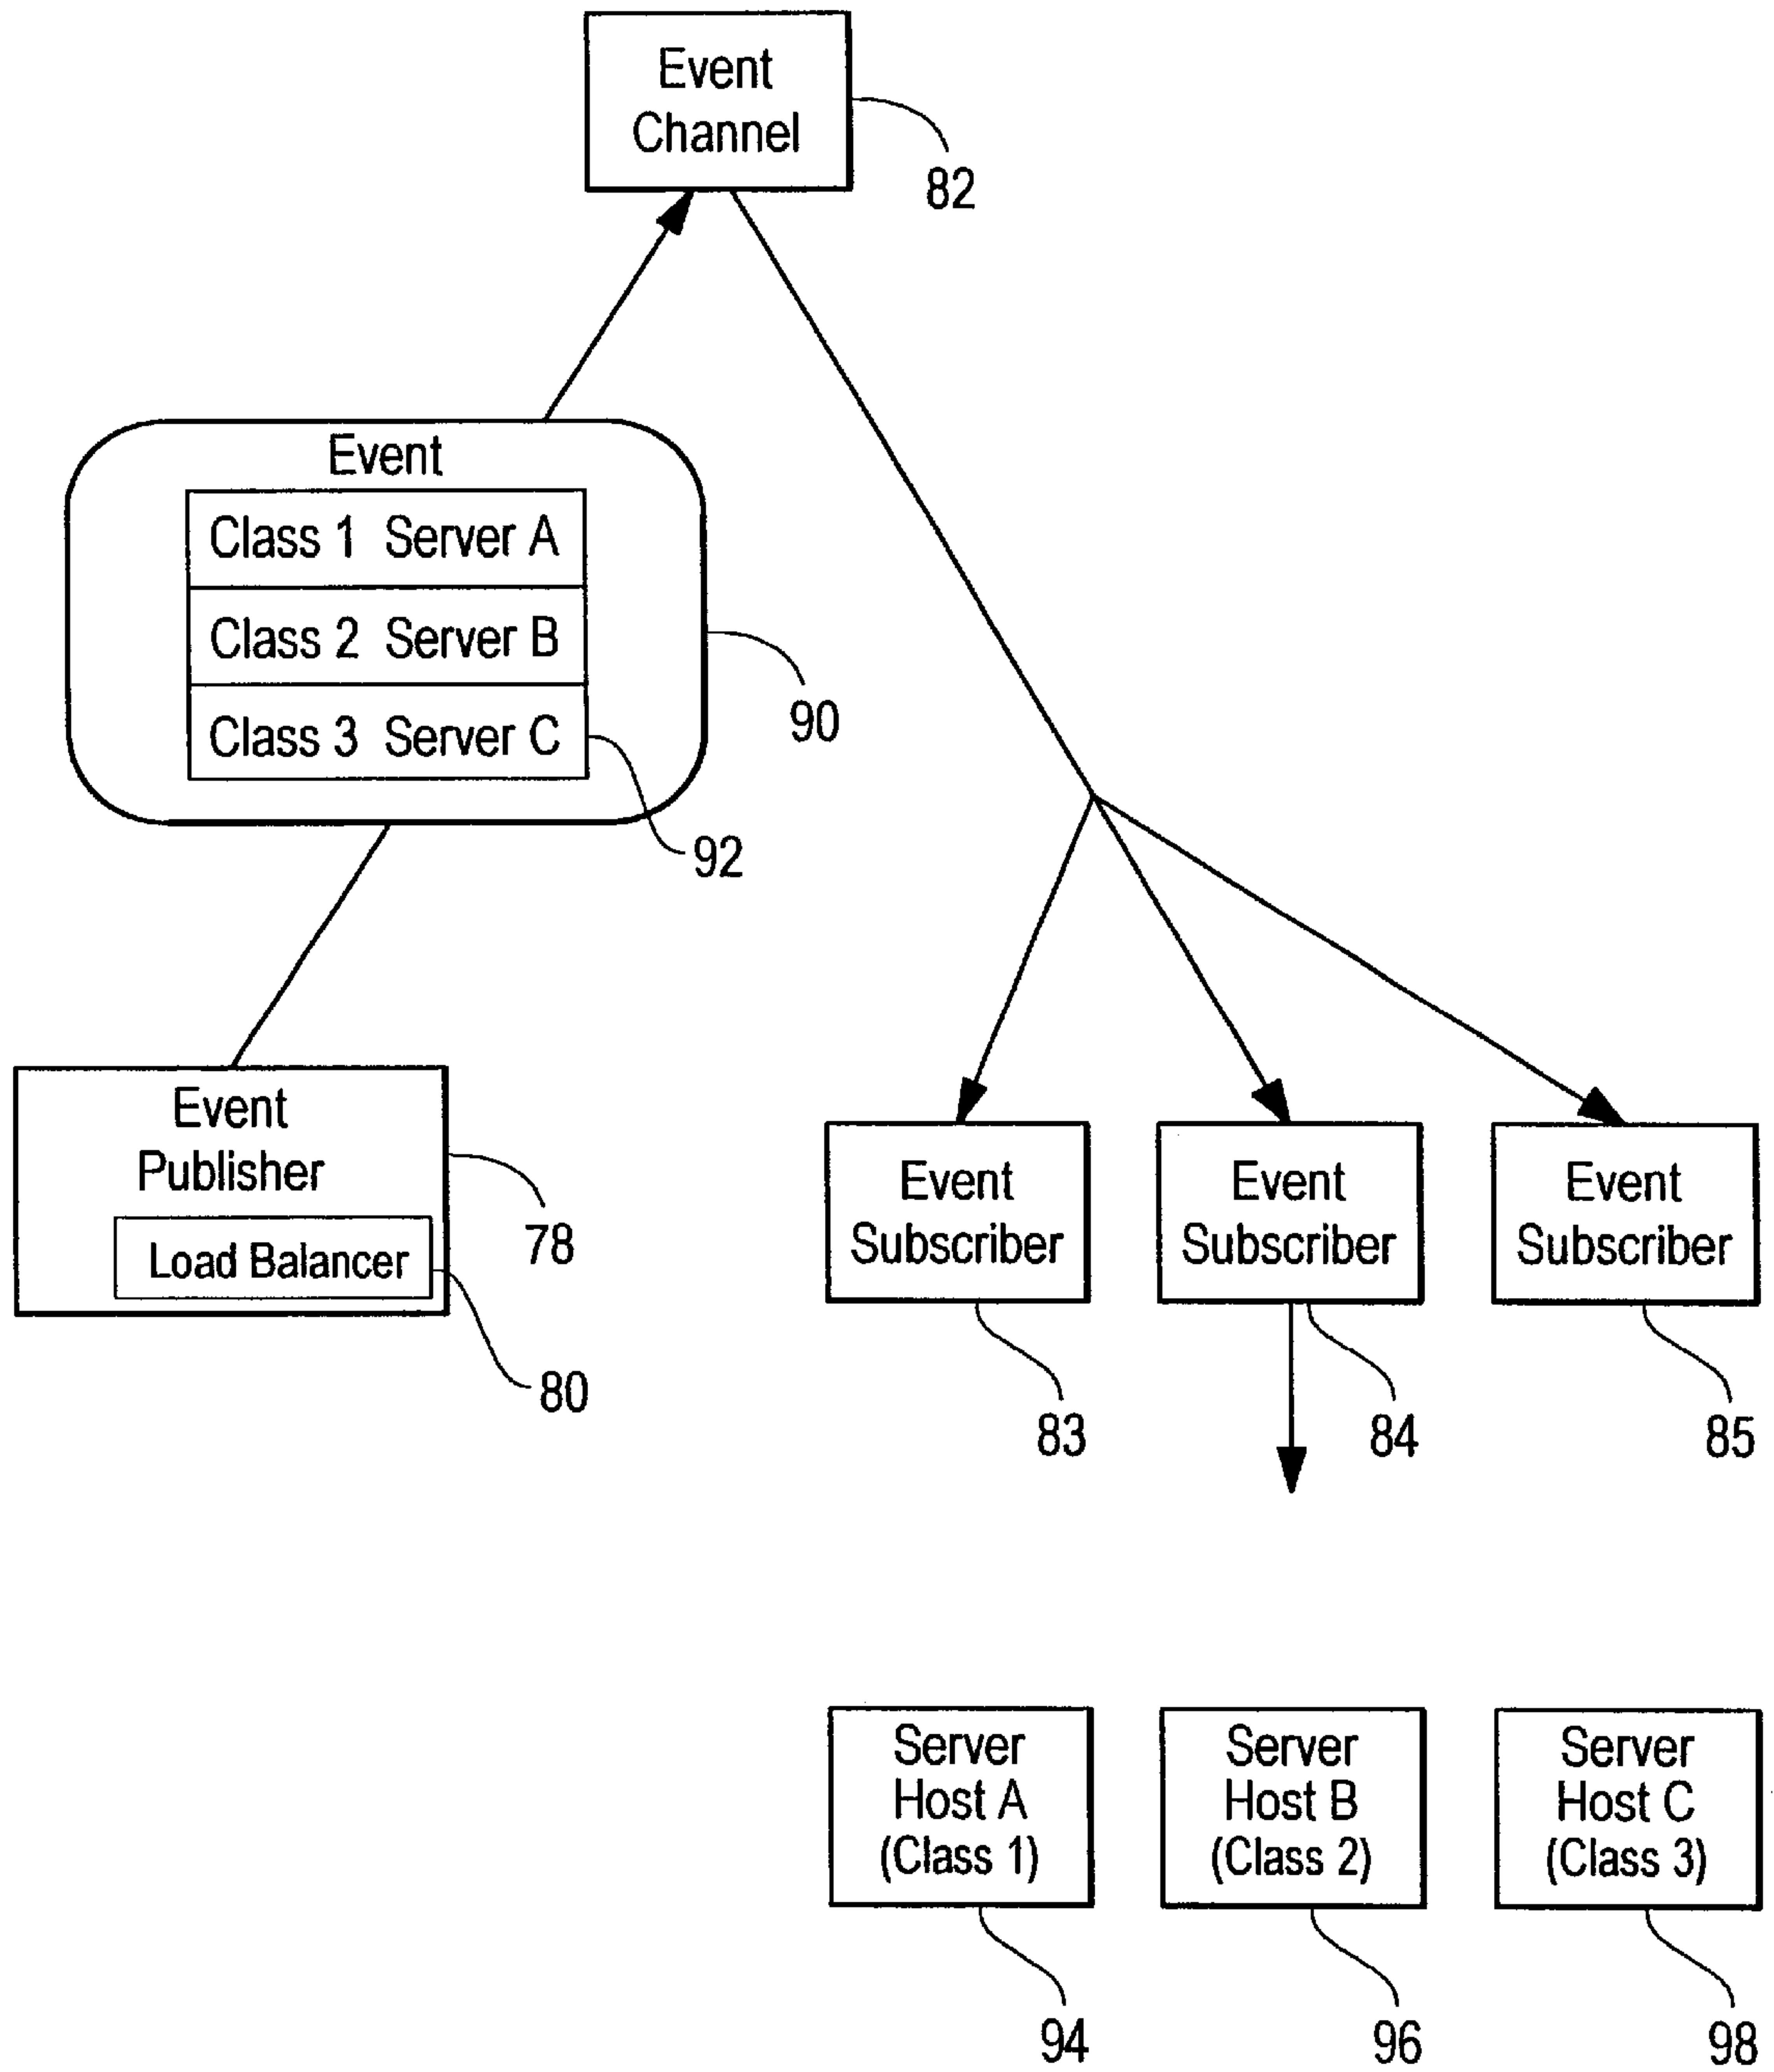 Event
Channel
82
Event
Class 1 Server A
Class 2 Server B
Class 3 Server C
90
92
Event
Publisher
Load Balancer
78
80
Event
Subscriber
83
Event
Subscriber
84
Event
Subscriber
85
Server
Host A
(Class 1)
94
Server
Host B
(Class 2)
96
Server
Host C
(Class 3)
98